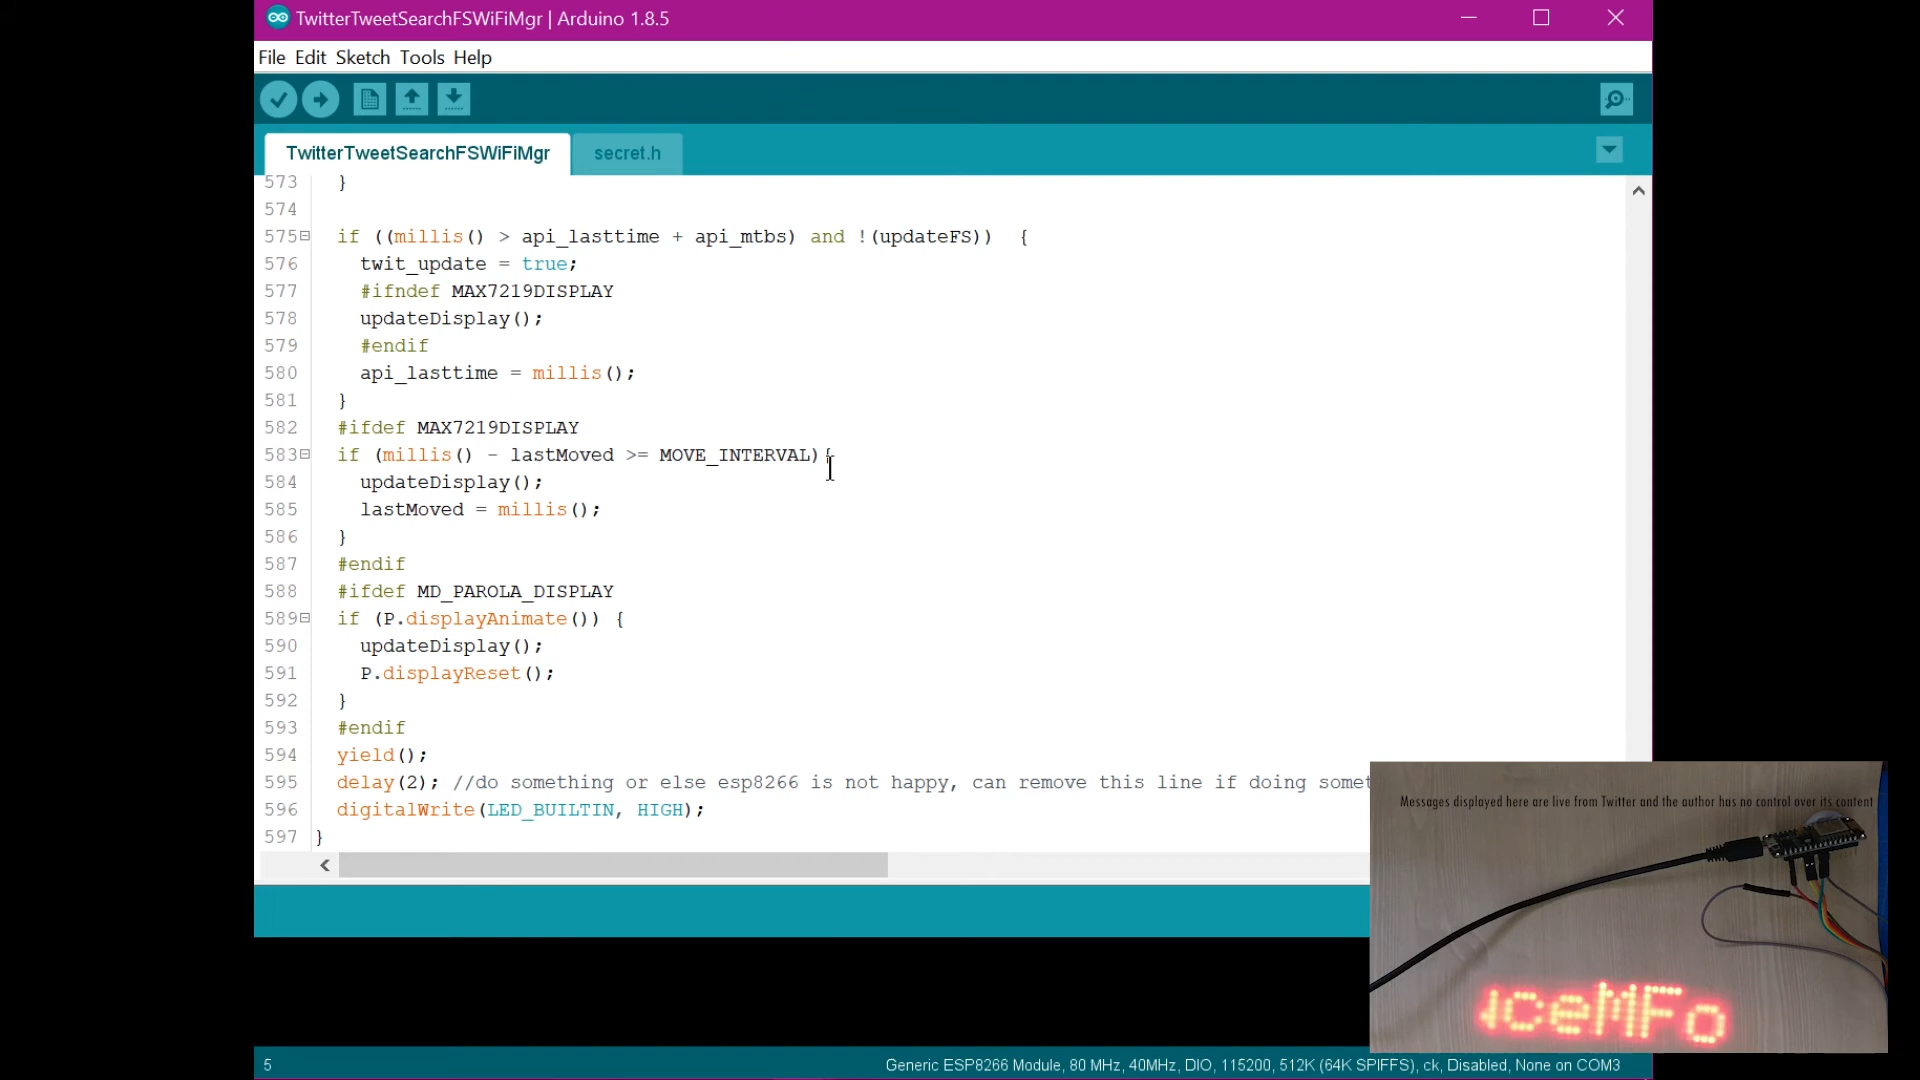 TwitterTweetSearchFSWiFiMgr | Arduino 1.8.5
File Edit Sketch Tools Help
TwitterTweetSearchFSWiFiMgr secret.h
573 }
574
575 if ((millis() > api_lasttime + api_mtbs) and !(updateFS)) {
576 twit_update = true;
577 #ifndef MAX7219DISPLAY
578 updateDisplay();
579 #endif
580 api_lasttime = millis();
581 }
582 #ifdef MAX7219DISPLAY
583 if (millis() - lastMoved >= MOVE_INTERVAL){
584 updateDisplay();
585 lastMoved = millis();
586 }
587 #endif
588 #ifdef MD_PAROLA_DISPLAY
589 if (P.displayAnimate()) {
590 updateDisplay();
591 P.displayReset();
592 }
593 #endif
594 yield();
595 delay(2); //do something or else esp8266 is not happy, can remove this line if doing somet
596 digitalWrite(LED_BUILTIN, HIGH);
597 }
Messages displayed here are live from Twitter and the author has no control over its content
iceMFo
5 Generic ESP8266 Module, 80 MHz, 40MHz, DIO, 115200, 512K (64K SPIFFS), ck, Disabled, None on COM3